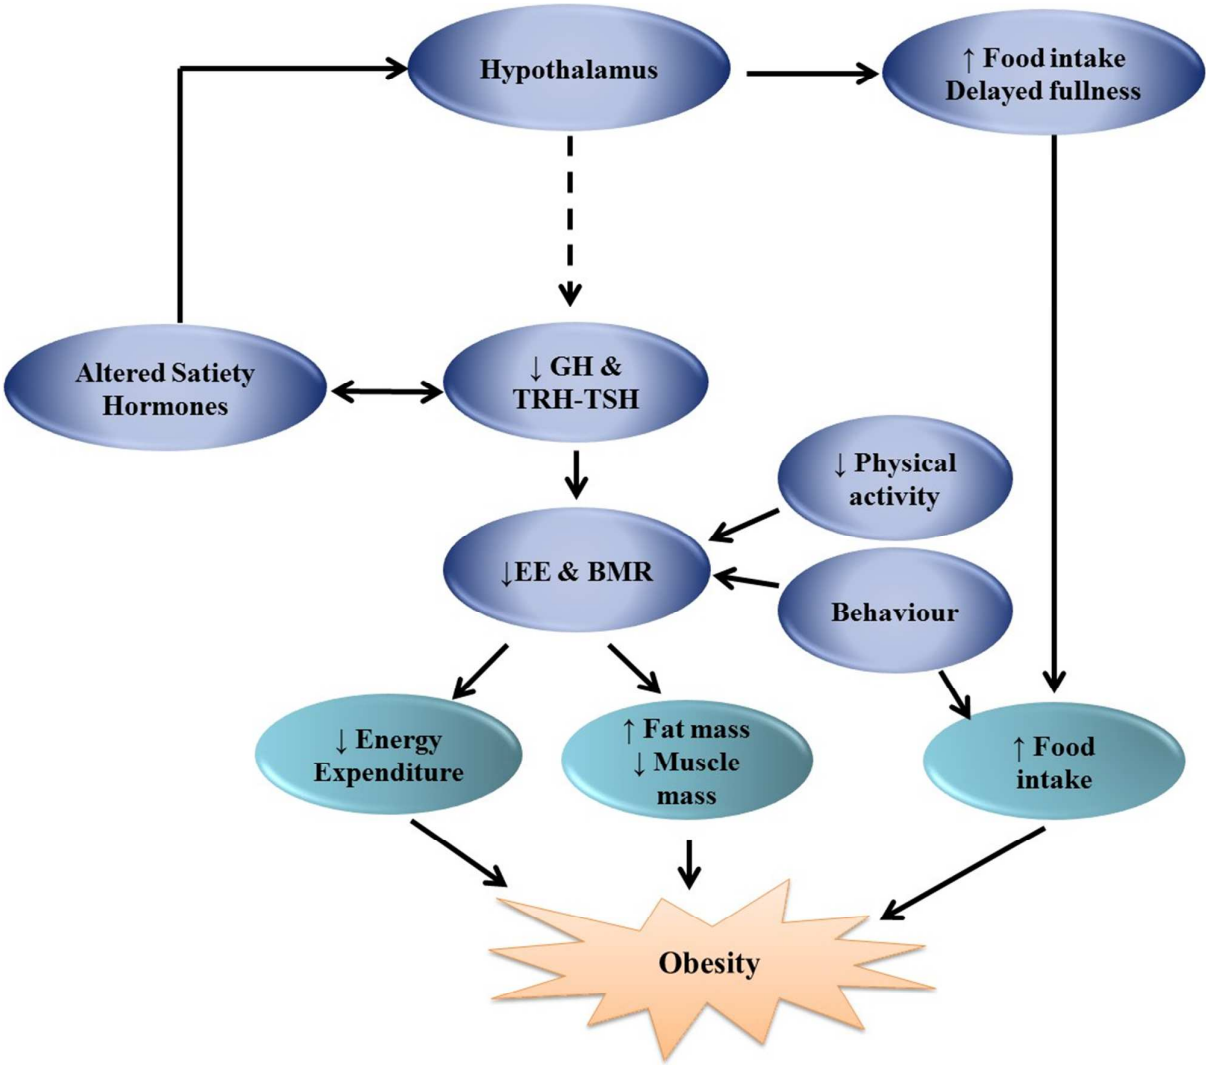 Hypothalamus
↑ Food intake
Delayed fullness
Altered Satiety
Hormones
↓ GH &
TRH-TSH
↓ Physical
activity
↓EE & BMR
Behaviour
↓ Energy
Expenditure
↑ Fat mass
↓ Muscle
mass
↑ Food
intake
Obesity